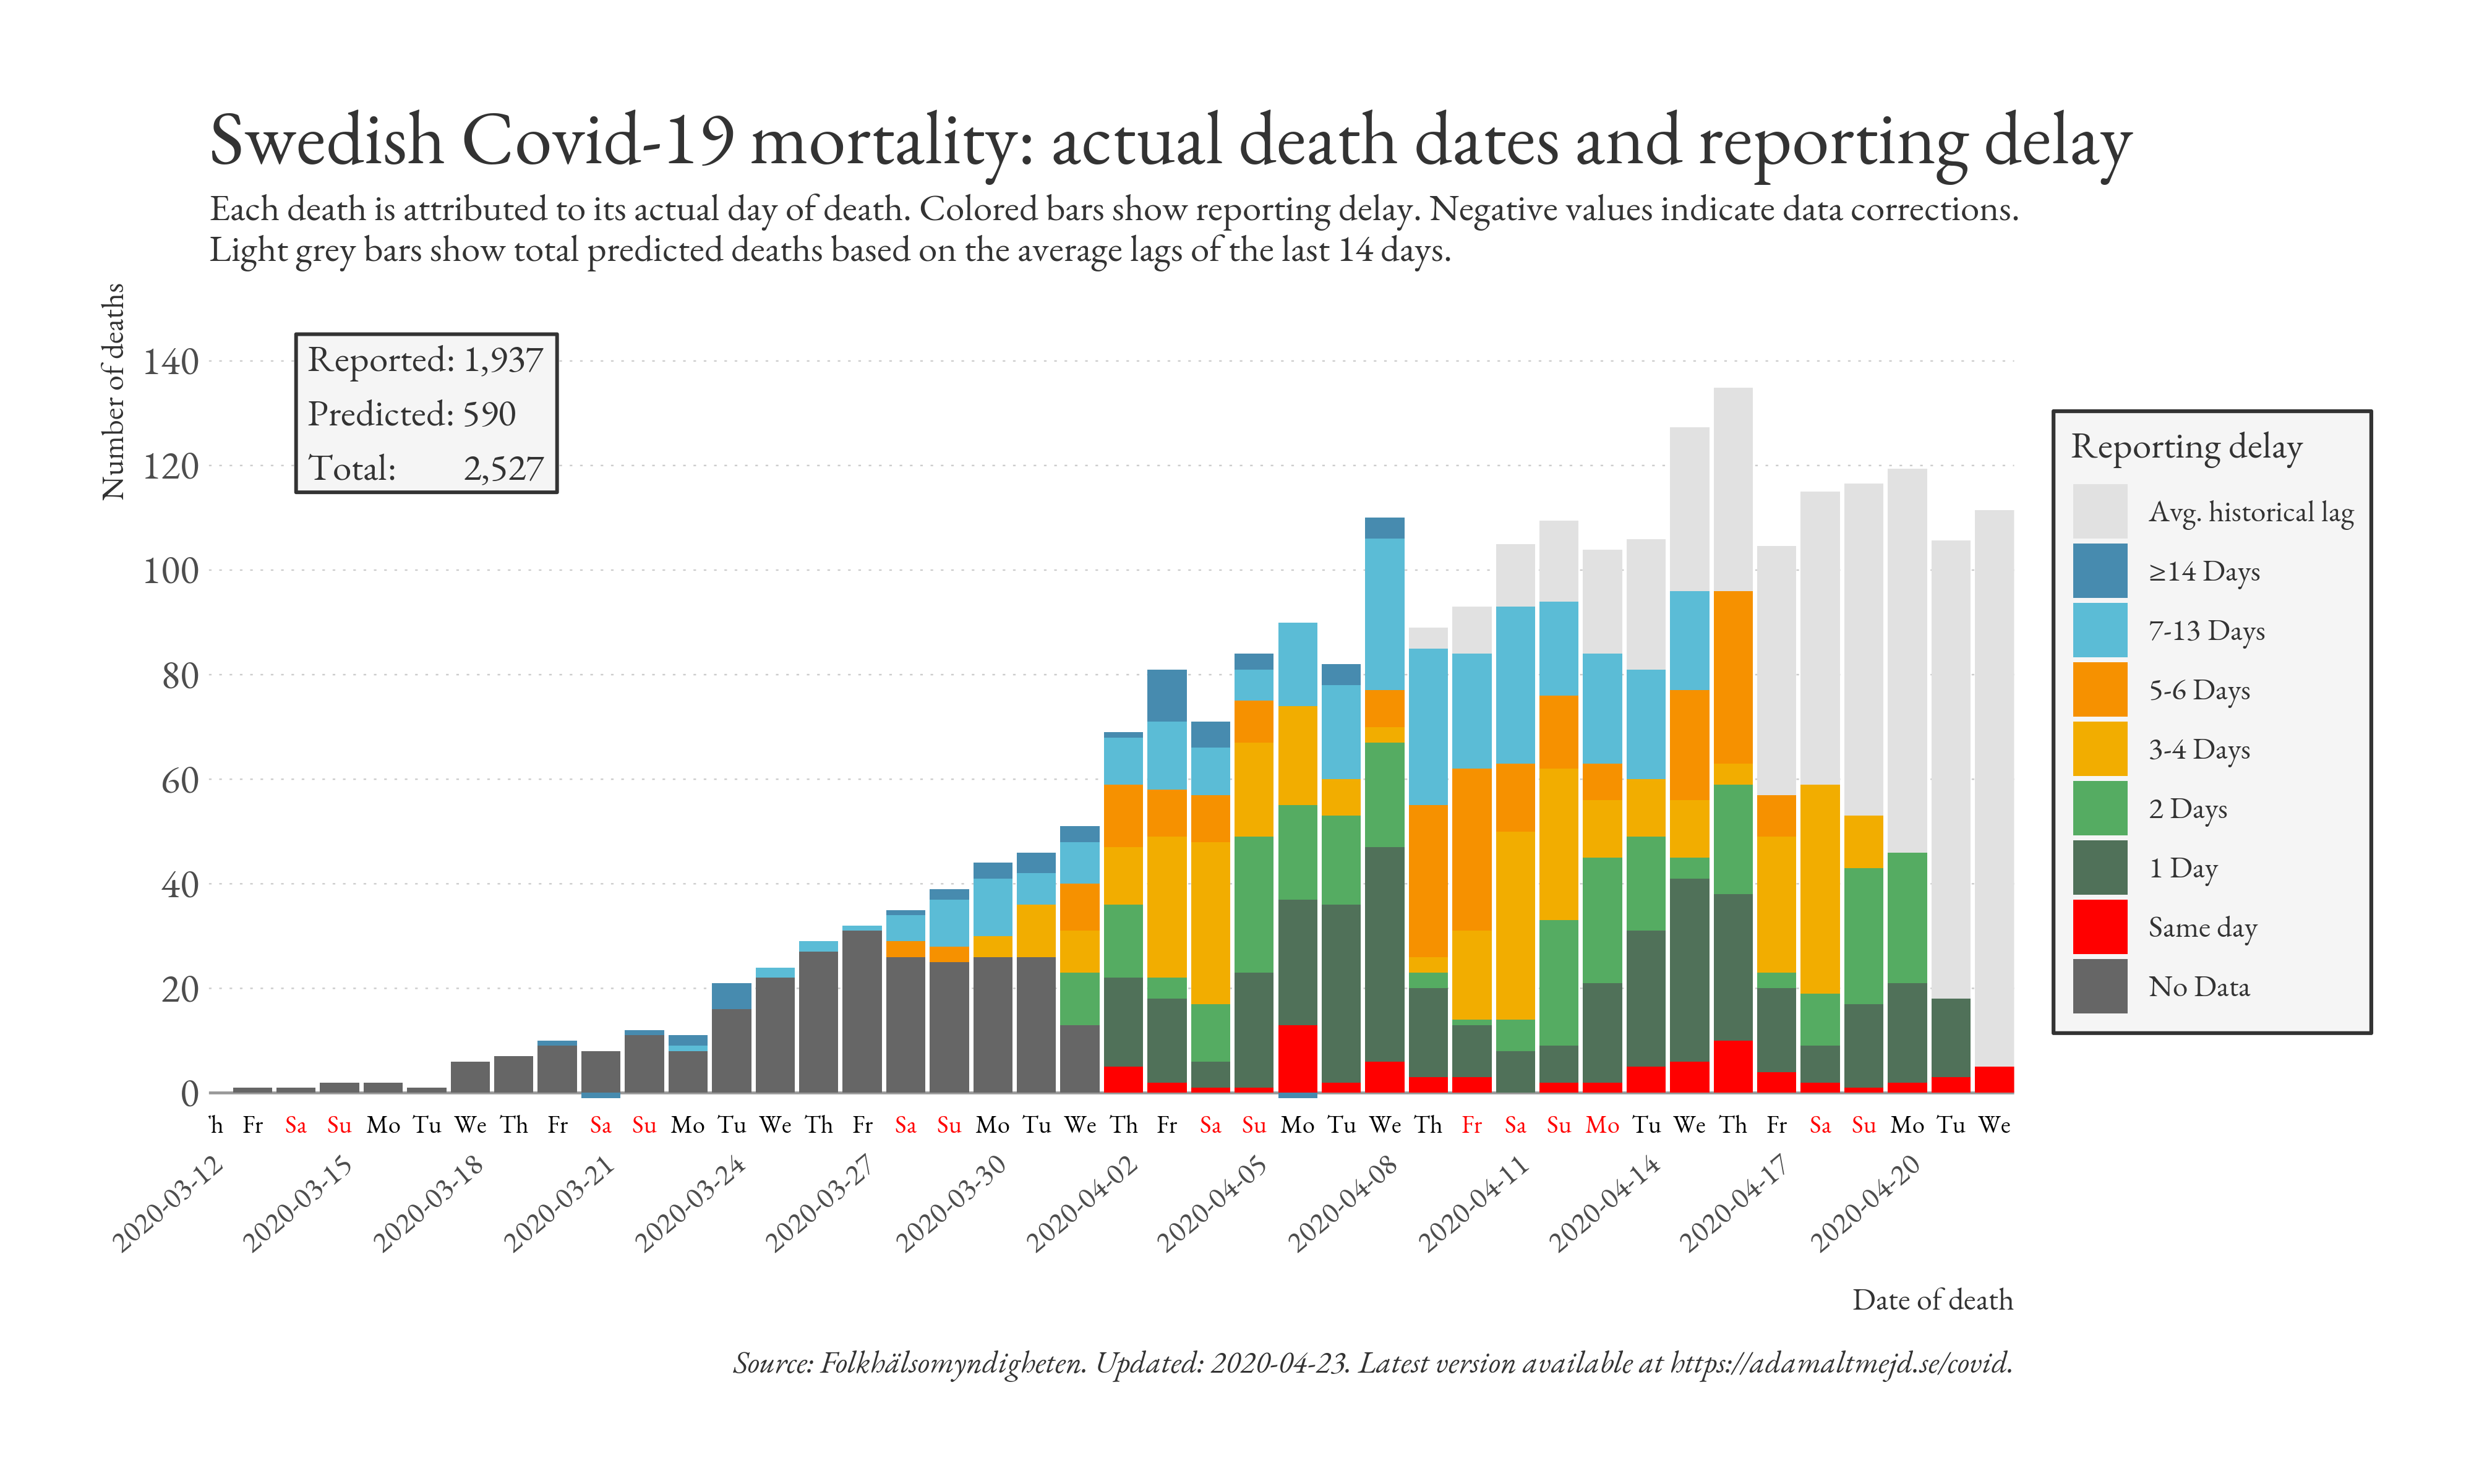 Swedish Covid-19 mortality: actual death dates and reporting delay
Each death is attributed to its actual day of death. Colored bars show reporting delay. Negative values indicate data corrections.
Light grey bars show total predicted deaths based on the average lags of the last 14 days.
Number of deaths
140
120
100
80
60
40
20
0
Reported: 1,937
Predicted: 590
Total: 2,527
Reporting delay
Avg. historical lag
≥14 Days
7-13 Days
5-6 Days
3-4 Days
2 Days
1 Day
Same day
No Data
h Fr Sa Su Mo Tu We Th Fr Sa Su Mo Tu We Th Fr Sa Su Mo Tu We Th Fr Sa Su Mo Tu We Th Fr Sa Su Mo Tu We Th Fr Sa Su Mo Tu We
2020-03-12 2020-03-15 2020-03-18 2020-03-21 2020-03-24 2020-03-27 2020-03-30 2020-04-02 2020-04-05 2020-04-08 2020-04-11 2020-04-14 2020-04-17 2020-04-20
Date of death
Source: Folkhälsomyndigheten. Updated: 2020-04-23. Latest version available at https://adamaltmejd.se/covid.